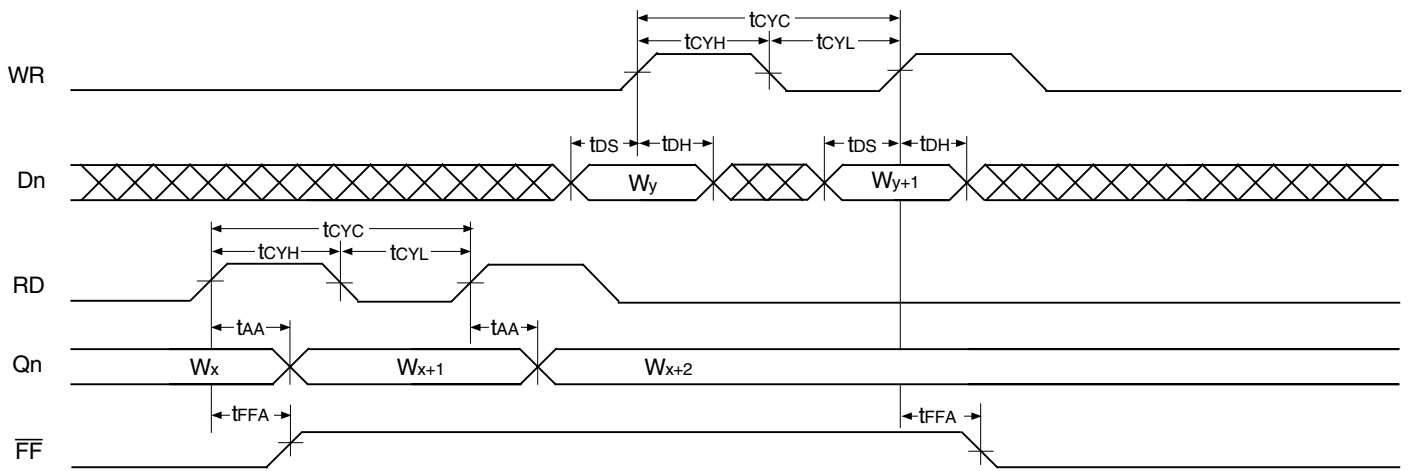 tCYC
tCYH tCYL
WR
tDS tDH tDS tDH
Dn Wy Wy+1
tCYC
tCYH tCYL
RD
tAA tAA
Qn Wx Wx+1 Wx+2
tFFA tFFA
F̅F̅